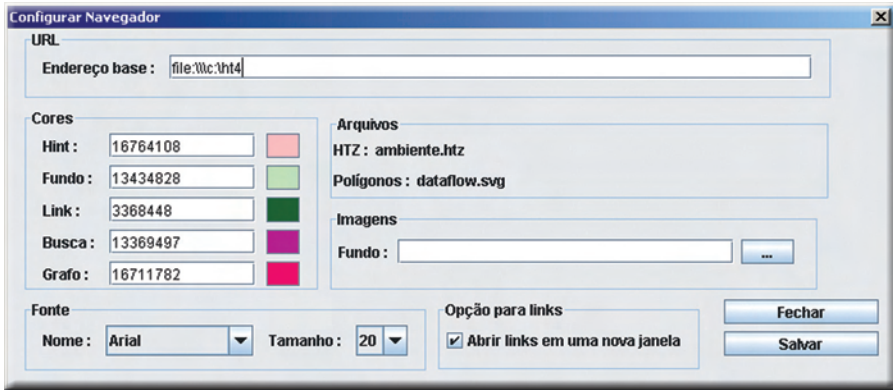 Configurar Navegador
URL
Endereço base : file:\\\c:\ht4
Cores
Hint : 16764108
Fundo : 13434828
Link : 3368448
Busca : 13369497
Grafo : 16711782
Arquivos
HTZ : ambiente.htz
Polígonos : dataflow.svg
Imagens
Fundo : ...
Fonte
Nome : Arial Tamanho : 20
Opção para links
Abrir links em uma nova janela
Fechar
Salvar